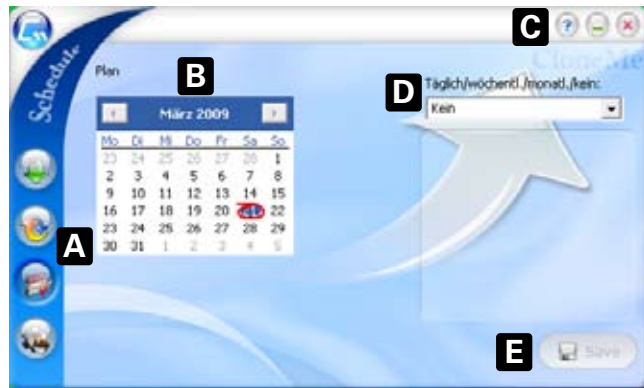 C
Schedule
CloneMe
Plan
B
D
Täglich/wöchentl./monatl./kein:
März 2009
Kein
Mo Di Mi Do Fr Sa So
23 24 25 26 27 28 1
2 3 4 5 6 7 8
9 10 11 12 13 14 15
16 17 18 19 20 21 22
23 24 25 26 27 28 29
30 31 1 2 3 4 5
A
E
Save